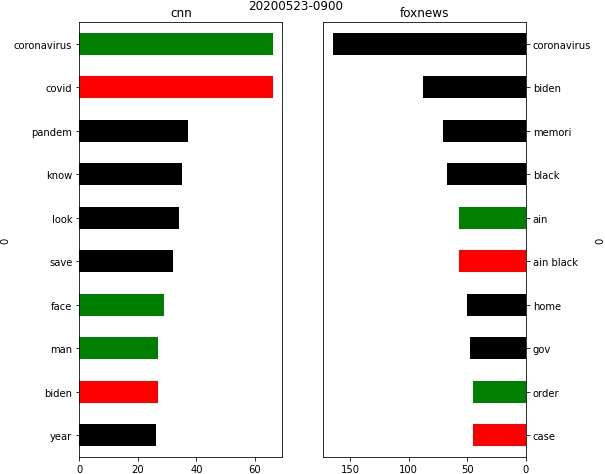 20200523-0900
cnn
foxnews
coronavirus
covid
pandem
know
look
save
face
man
biden
year
0
20
40
60
0
coronavirus
biden
memori
black
ain
ain black
home
gov
order
case
150
100
50
0
0